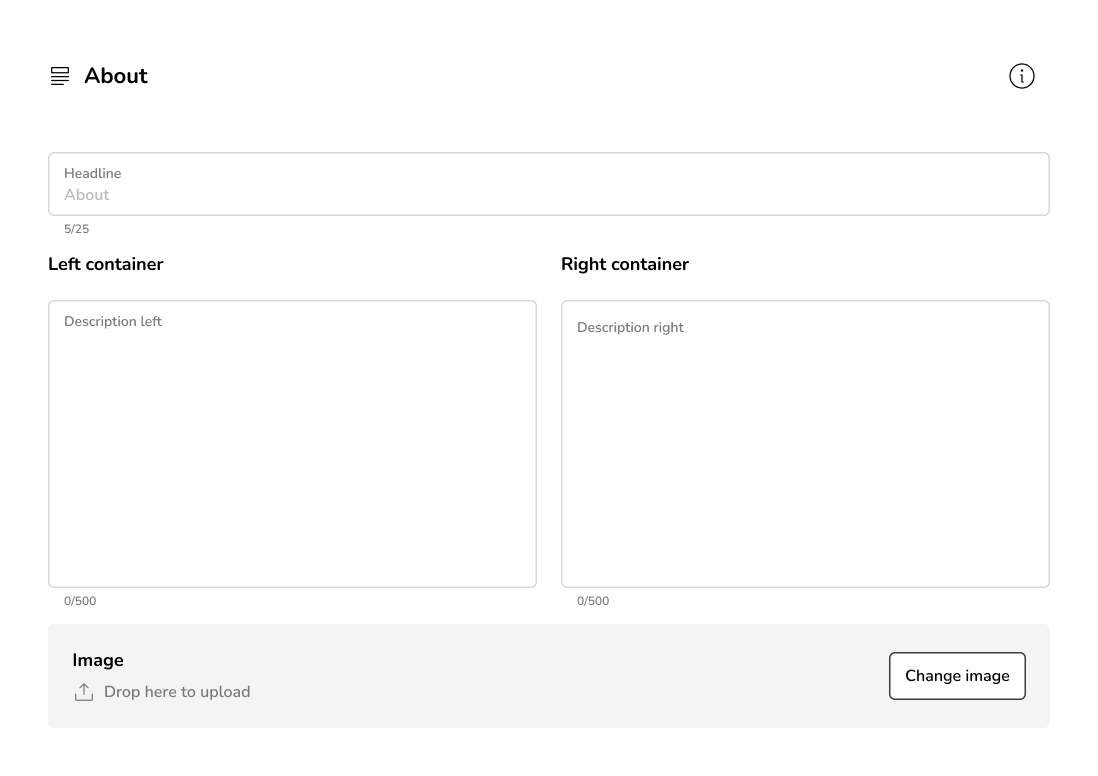 About
Headline
About
5/25
Left container
Right container
Description left
Description right
0/500
0/500
Image
Drop here to upload
Change image